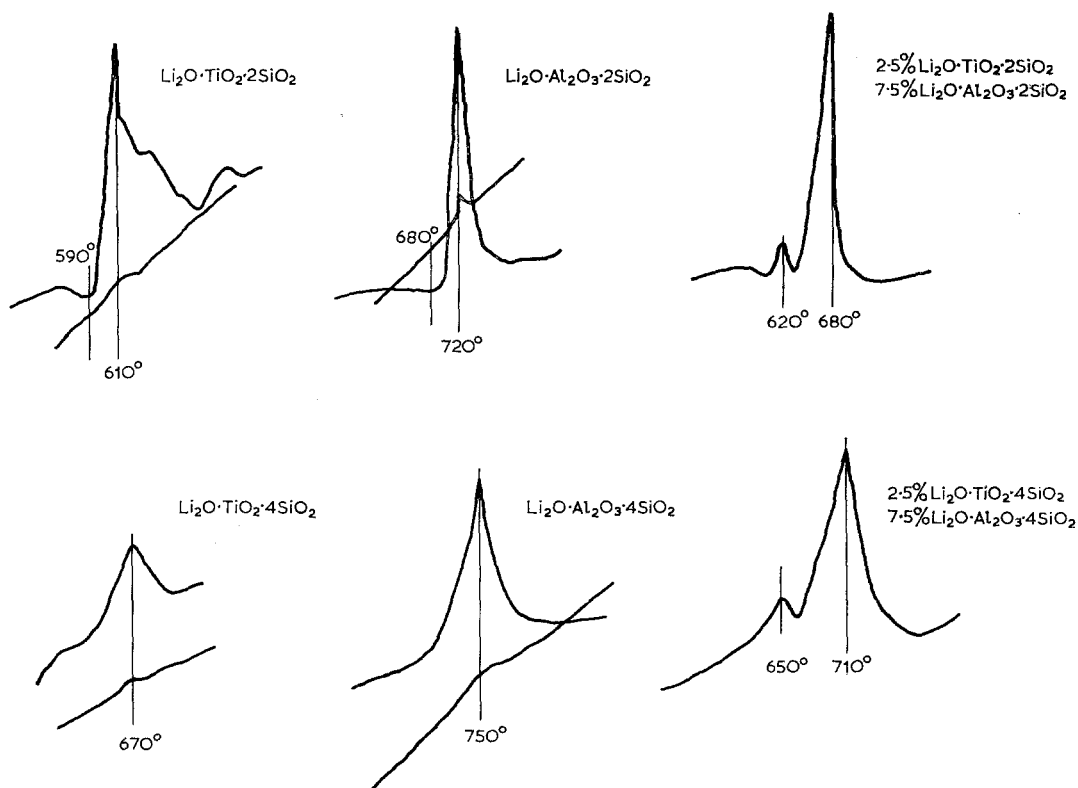 Li₂O·TiO₂·2SiO₂
Li₂O·Al₂O₃·2SiO₂
2·5% Li₂O·TiO₂·2SiO₂
7·5% Li₂O·Al₂O₃·2SiO₂
590°
610°
680°
720°
620° 680°
Li₂O·TiO₂·4SiO₂
Li₂O·Al₂O₃·4SiO₂
2·5% Li₂O·TiO₂·4SiO₂
7·5% Li₂O·Al₂O₃·4SiO₂
670°
750°
650° 710°